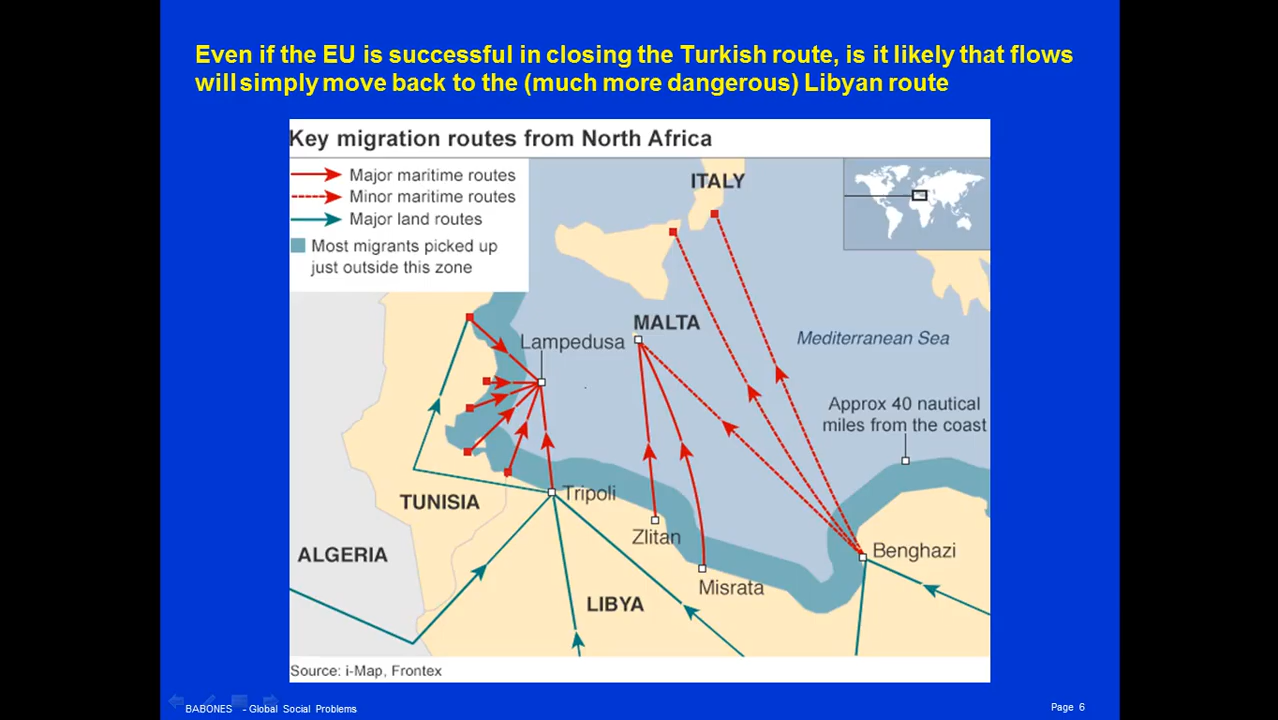 Even if the EU is successful in closing the Turkish route, is it likely that flows
will simply move back to the (much more dangerous) Libyan route
Key migration routes from North Africa
Major maritime routes
Minor maritime routes
Major land routes
Most migrants picked up
just outside this zone
ITALY
MALTA
Lampedusa
Mediterranean Sea
Approx 40 nautical
miles from the coast
TUNISIA
Tripoli
Zlitan
Benghazi
ALGERIA
Misrata
LIBYA
Source: i-Map, Frontex
BABONES - Global Social Problems
Page 6